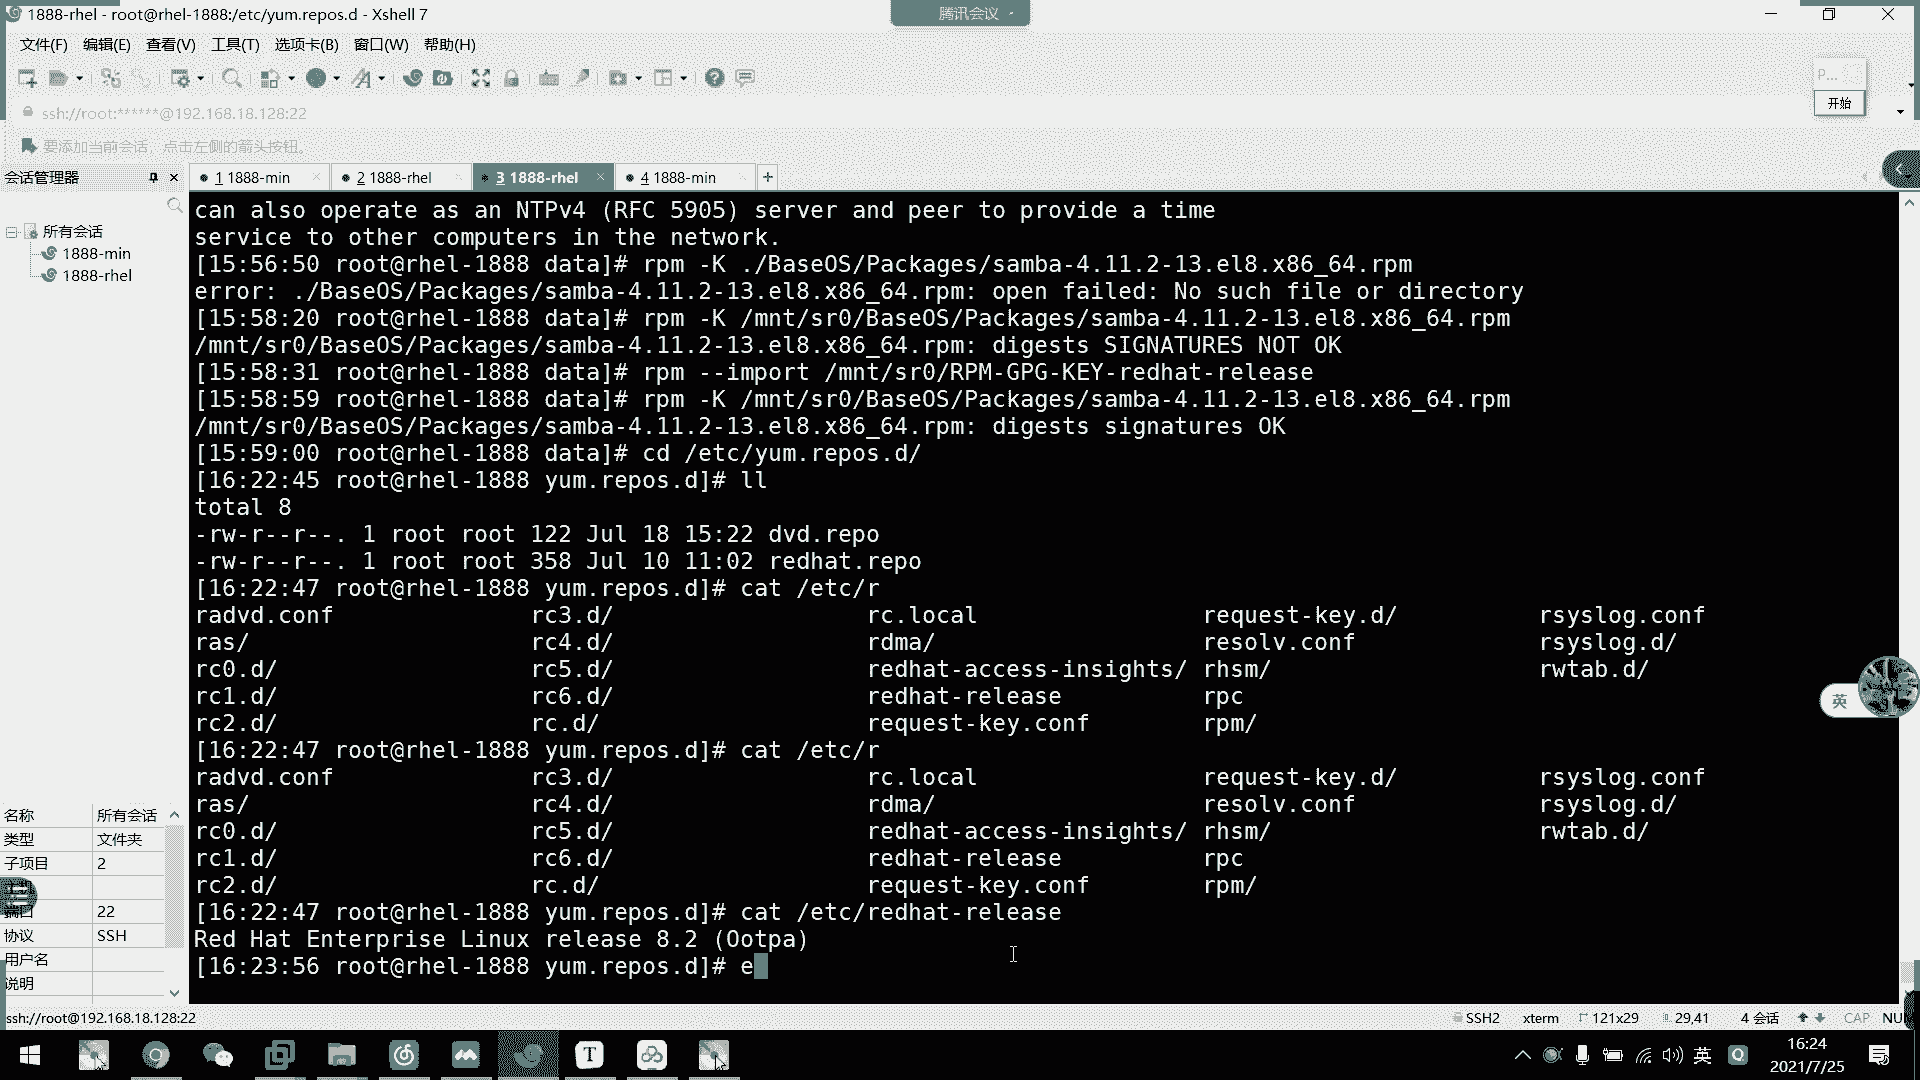 1888-rhel - root@rhel-1888:/etc/yum.repos.d - Xshell 7
腾讯会议
文件(F) 编辑(E) 查看(V) 工具(T) 选项卡(B) 窗口(W) 帮助(H)
P...
开始
ssh://root:******@192.168.18.128:22
要添加当前会话，点击左侧的箭头按钮。
会话管理器
1 1888-min
2 1888-rhel
3 1888-rhel
4 1888-min
所有会话
1888-min
1888-rhel
can also operate as an NTPv4 (RFC 5905) server and peer to provide a time
service to other computers in the network.
[15:56:50 root@rhel-1888 data]# rpm -K ./BaseOS/Packages/samba-4.11.2-13.el8.x86_64.rpm
error: ./BaseOS/Packages/samba-4.11.2-13.el8.x86_64.rpm: open failed: No such file or directory
[15:58:20 root@rhel-1888 data]# rpm -K /mnt/sr0/BaseOS/Packages/samba-4.11.2-13.el8.x86_64.rpm
/mnt/sr0/BaseOS/Packages/samba-4.11.2-13.el8.x86_64.rpm: digests SIGNATURES NOT OK
[15:58:31 root@rhel-1888 data]# rpm --import /mnt/sr0/RPM-GPG-KEY-redhat-release
[15:58:59 root@rhel-1888 data]# rpm -K /mnt/sr0/BaseOS/Packages/samba-4.11.2-13.el8.x86_64.rpm
/mnt/sr0/BaseOS/Packages/samba-4.11.2-13.el8.x86_64.rpm: digests signatures OK
[15:59:00 root@rhel-1888 data]# cd /etc/yum.repos.d/
[16:22:45 root@rhel-1888 yum.repos.d]# ll
total 8
-rw-r--r--. 1 root root 122 Jul 18 15:22 dvd.repo
-rw-r--r--. 1 root root 358 Jul 10 11:02 redhat.repo
[16:22:47 root@rhel-1888 yum.repos.d]# cat /etc/r
radvd.conf rc3.d/ rc.local request-key.d/ rsyslog.conf
ras/ rc4.d/ rdma/ resolv.conf rsyslog.d/
rc0.d/ rc5.d/ redhat-access-insights/ rhsm/ rwtab.d/
rc1.d/ rc6.d/ redhat-release rpc
rc2.d/ rc.d/ request-key.conf rpm/
[16:22:47 root@rhel-1888 yum.repos.d]# cat /etc/r
radvd.conf rc3.d/ rc.local request-key.d/ rsyslog.conf
ras/ rc4.d/ rdma/ resolv.conf rsyslog.d/
rc0.d/ rc5.d/ redhat-access-insights/ rhsm/ rwtab.d/
rc1.d/ rc6.d/ redhat-release rpc
rc2.d/ rc.d/ request-key.conf rpm/
[16:22:47 root@rhel-1888 yum.repos.d]# cat /etc/redhat-release
Red Hat Enterprise Linux release 8.2 (Ootpa)
[16:23:56 root@rhel-1888 yum.repos.d]# e
英
名称 所有会话
类型 文件夹
子项目 2
端口 22
协议 SSH
用户名
说明
ssh://root@192.168.18.128:22
SSH2 xterm 121x29 29,41 4 会话 CAP NU
英
16:24
2021/7/25